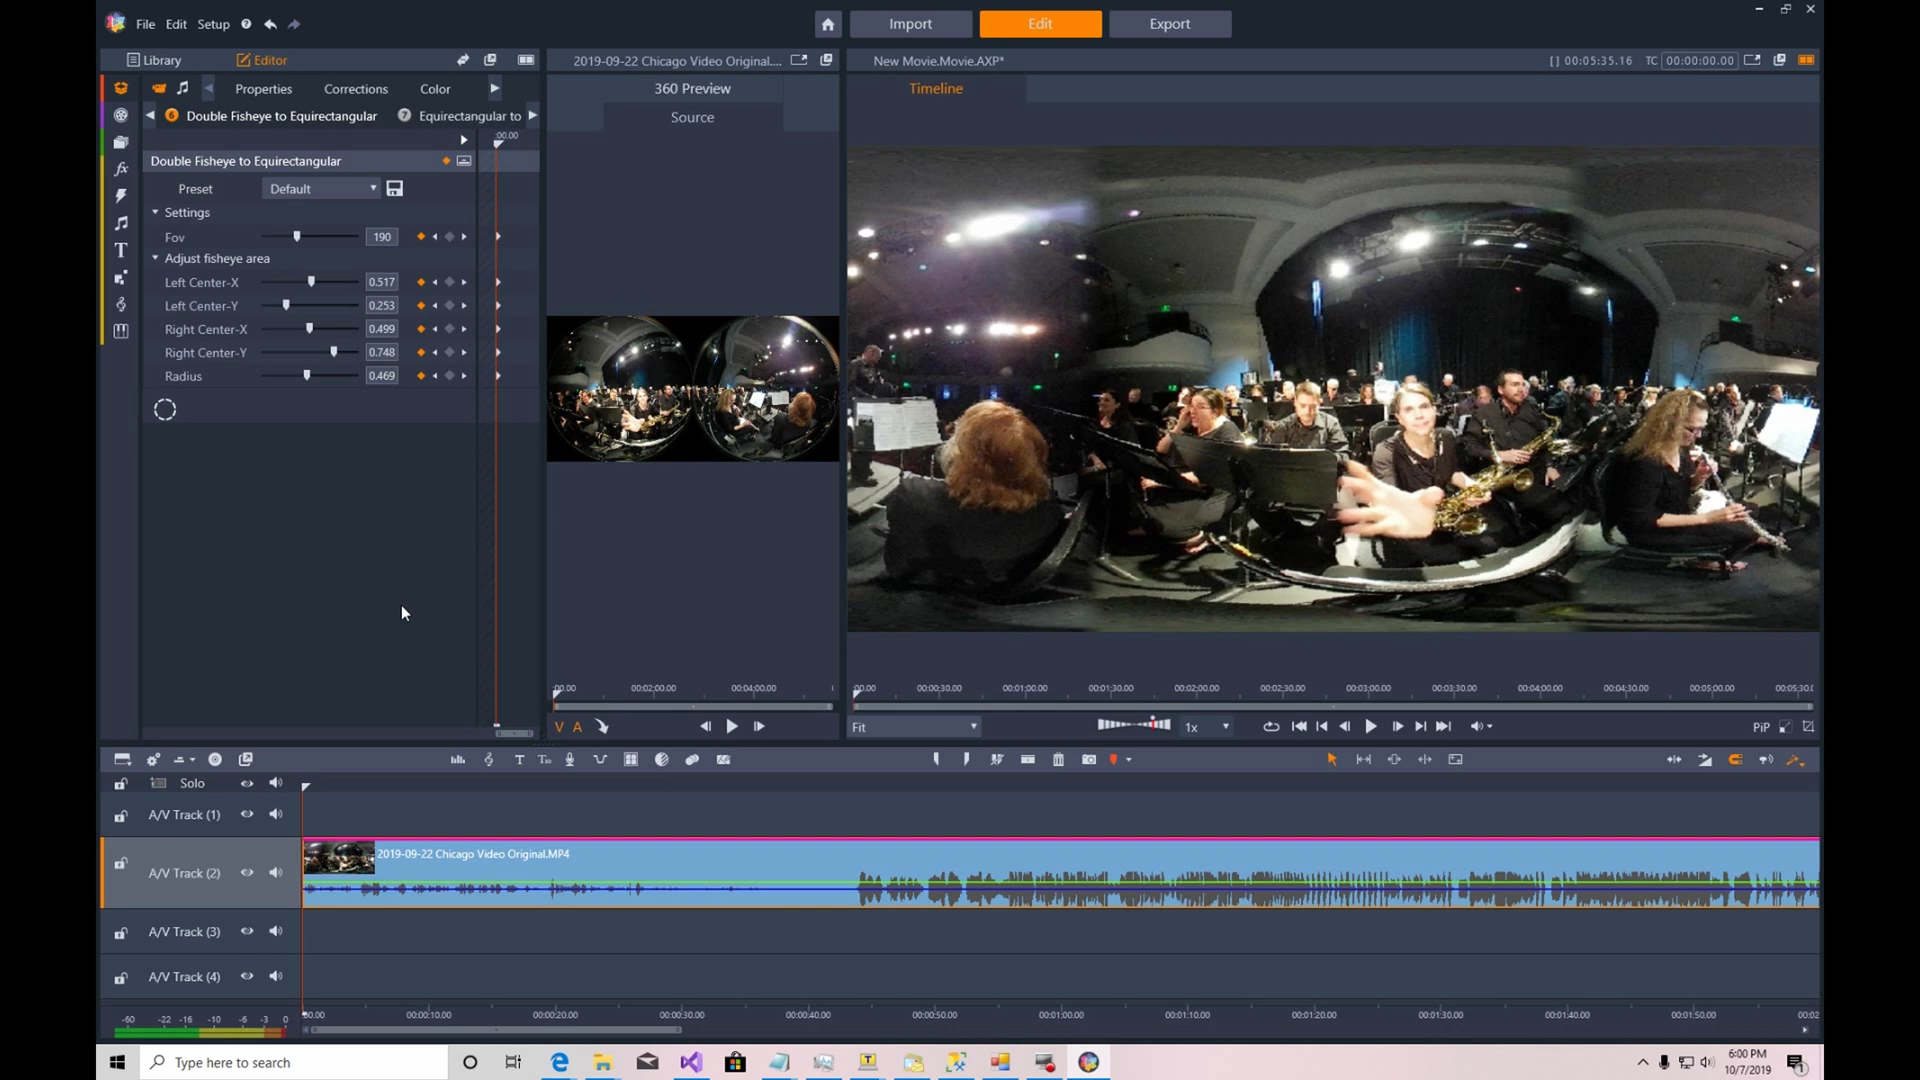 File Edit Setup
Import Edit Export
Library Editor
2019-09-22 Chicago Video Original....
New Movie.Movie.AXP*
[ ] 00:05:35.16 TC 00:00:00.00
Properties Corrections Color
360 Preview
Timeline
6 Double Fisheye to Equirectangular 7 Equirectangular to
Source
:00.00
Double Fisheye to Equirectangular
Preset Default
Settings
Fov 190
Adjust fisheye area
Left Center-X 0.517
Left Center-Y 0.253
Right Center-X 0.499
Right Center-Y 0.748
Radius 0.469
:00.00 00:02:00.00 00:04:00.00
00.00 00:00:30.00 00:01:00.00 00:01:30.00 00:02:00.00 00:02:30.00 00:03:00.00 00:03:30.00 00:04:00.00 00:04:30.00 00:05:00.00 00:05:30.0
V A
Fit 1x PiP
Solo
A/V Track (1)
2019-09-22 Chicago Video Original.MP4
A/V Track (2)
A/V Track (3)
A/V Track (4)
-60 -22 -16 -10 -6 -3 0
:00.00 00:00:10.00 00:00:20.00 00:00:30.00 00:00:40.00 00:00:50.00 00:01:00.00 00:01:10.00 00:01:20.00 00:01:30.00 00:01:40.00 00:01:50.00 00:02
Type here to search
6:00 PM
10/7/2019
1